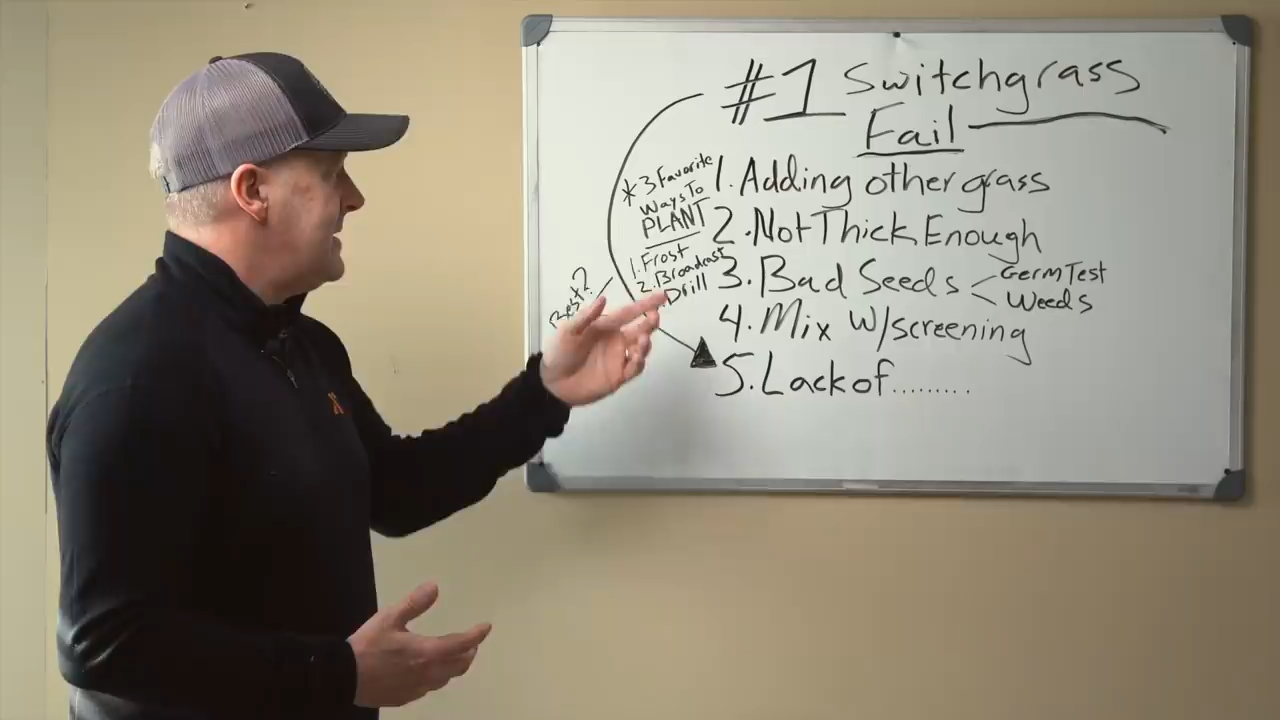 #1 Switchgrass
Fail
1. Adding other grass
2. Not Thick Enough
3. Bad Seeds
Germ Test
Weeds
4. Mix W/screening
5. Lack of.........
*3 Favorite
Ways To
PLANT
1. Frost
2. Broadcast
Drill
Best?